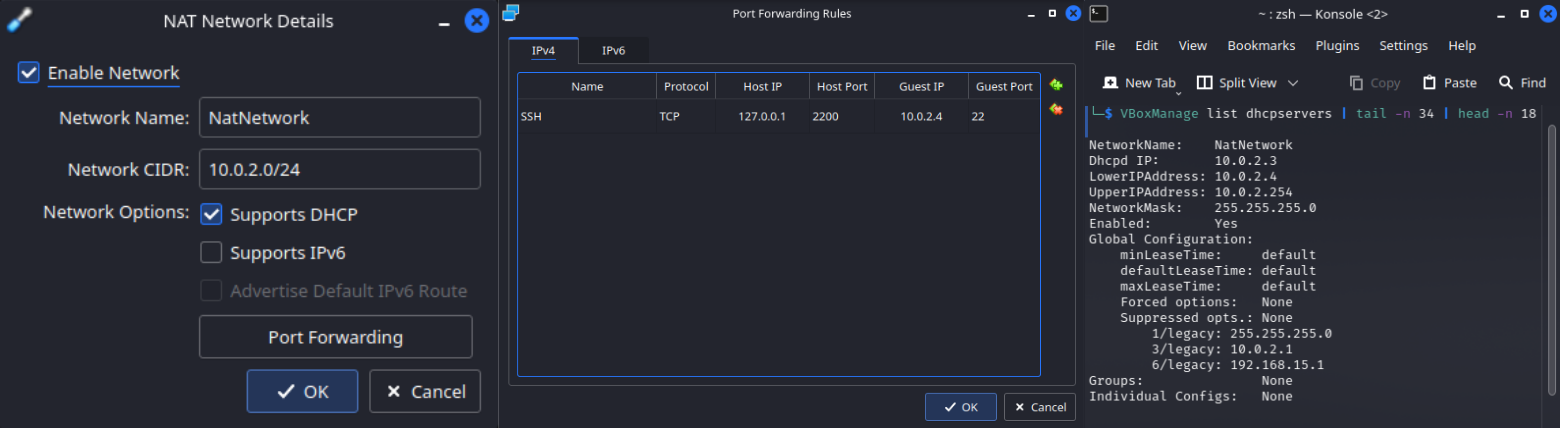 NAT Network Details
Enable Network
Network Name: NatNetwork
Network CIDR: 10.0.2.0/24
Network Options: Supports DHCP
Supports IPv6
Advertise Default IPv6 Route
Port Forwarding
OK Cancel
Port Forwarding Rules
IPv4 IPv6
Name Protocol Host IP Host Port Guest IP Guest Port
SSH TCP 127.0.0.1 2200 10.0.2.4 22
OK Cancel
~ : zsh — Konsole <2>
File Edit View Bookmarks Plugins Settings Help
New Tab Split View Copy Paste Find
└─$ VBoxManage list dhcpservers | tail -n 34 | head -n 18
NetworkName: NatNetwork
Dhcpd IP: 10.0.2.3
LowerIPAddress: 10.0.2.4
UpperIPAddress: 10.0.2.254
NetworkMask: 255.255.255.0
Enabled: Yes
Global Configuration:
minLeaseTime: default
defaultLeaseTime: default
maxLeaseTime: default
Forced options: None
Suppressed opts.: None
1/legacy: 255.255.255.0
3/legacy: 10.0.2.1
6/legacy: 192.168.15.1
Groups: None
Individual Configs: None